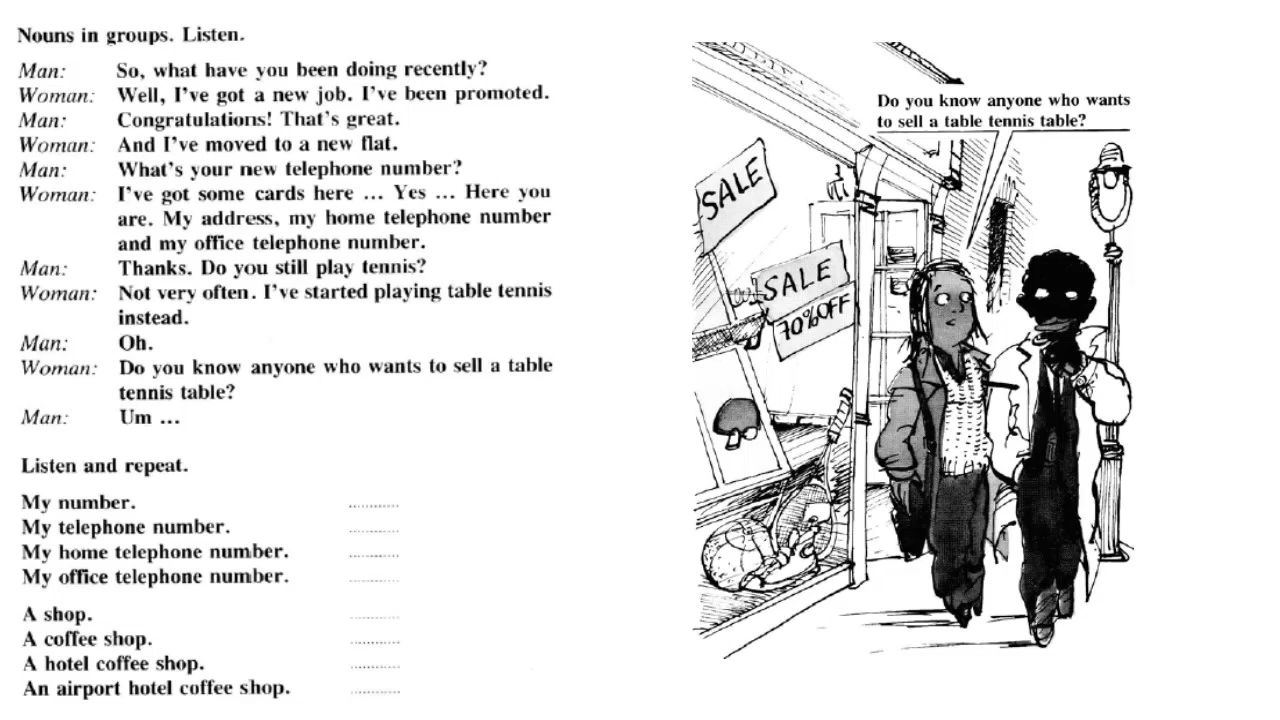 Nouns in groups. Listen.
Man: So, what have you been doing recently?
Woman: Well, I've got a new job. I've been promoted.
Man: Congratulations! That's great.
Woman: And I've moved to a new flat.
Man: What's your new telephone number?
Woman: I've got some cards here ... Yes ... Here you
are. My address, my home telephone number
and my office telephone number.
Man: Thanks. Do you still play tennis?
Woman: Not very often. I've started playing table tennis
instead.
Man: Oh.
Woman: Do you know anyone who wants to sell a table
tennis table?
Man: Um ...
Listen and repeat.
My number. ............
My telephone number. ............
My home telephone number. ............
My office telephone number. ............
A shop. ............
A coffee shop. ............
A hotel coffee shop. ............
An airport hotel coffee shop. ............
Do you know anyone who wants
to sell a table tennis table?
SALE
SALE
70% OFF